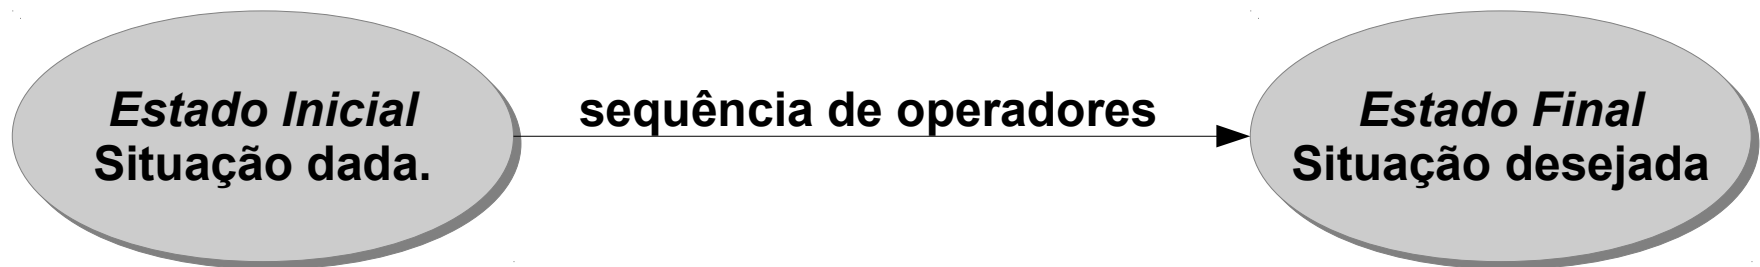 Estado Inicial
Situação dada.
sequência de operadores
Estado Final
Situação desejada